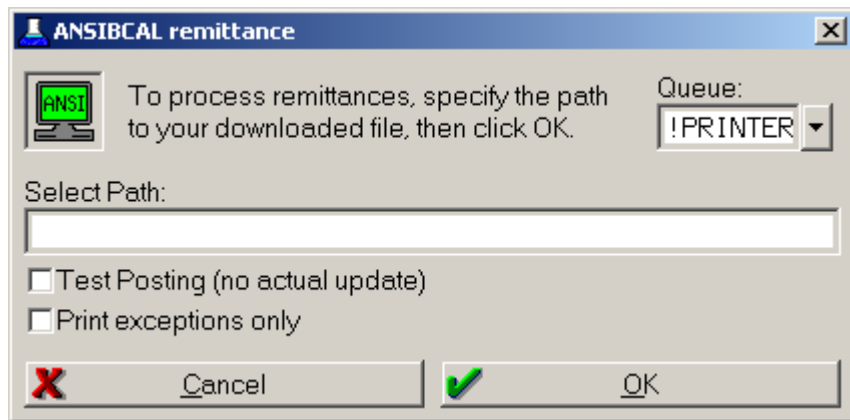 ANSIBCAL remittance
ANSI
To process remittances, specify the path
to your downloaded file, then click OK.
Queue:
!PRINTER
Select Path:
Test Posting (no actual update)
Print exceptions only
Cancel
OK